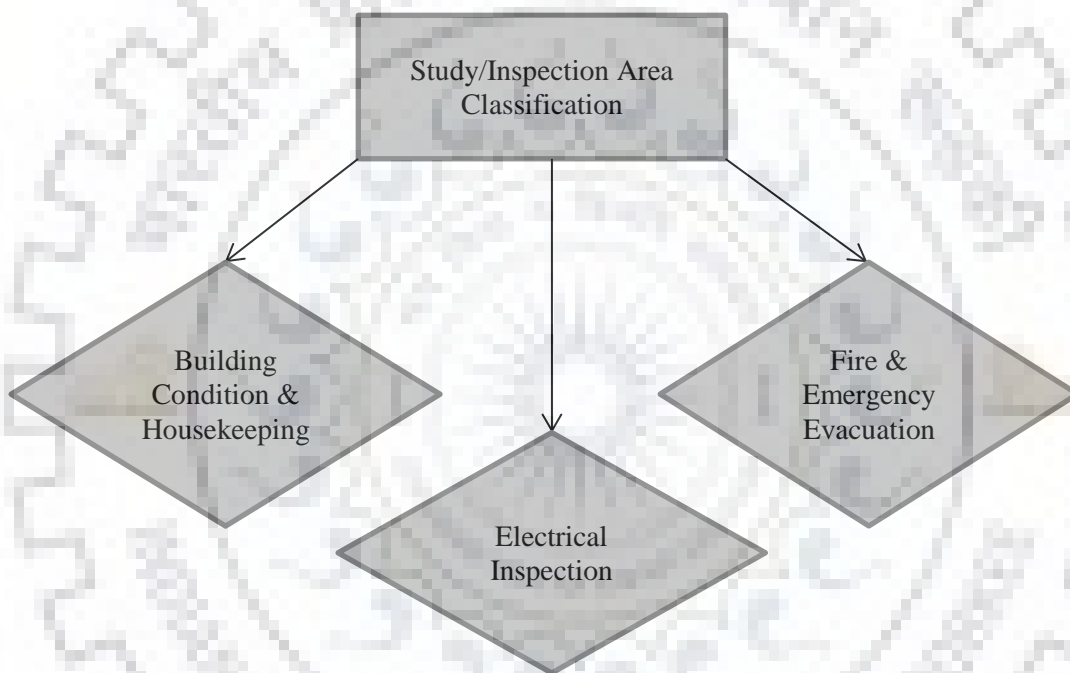 Study/Inspection Area
Classification
Building
Condition &
Housekeeping
Electrical
Inspection
Fire &
Emergency
Evacuation